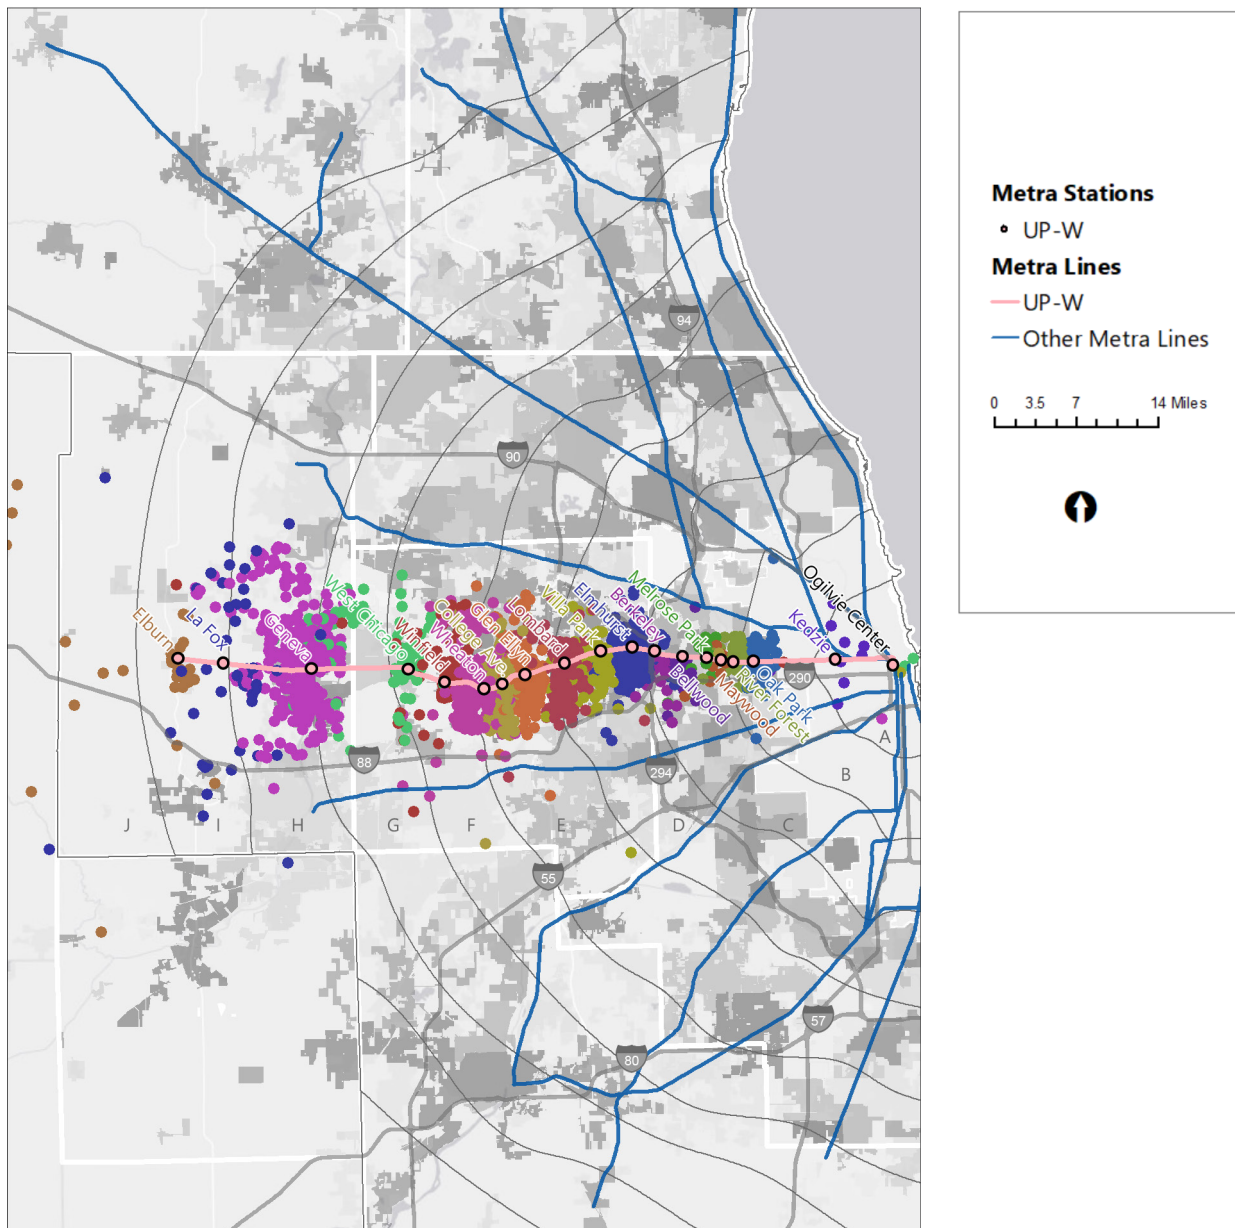 Metra Stations
UP-W
Metra Lines
UP-W
Other Metra Lines
0 3.5 7 14 Miles
94
90
Elburn
La Fox
Geneva
West Chicago
Winfield
Wheaton
College Ave
Glen Ellyn
Lombard
Villa Park
Elmhurst
Berkeley
Bellwood
Melrose Park
Maywood
River Forest
Oak Park
Kedzie
Ogilvie Center
290
88
294
J
I
H
G
F
E
D
C
B
A
55
57
80